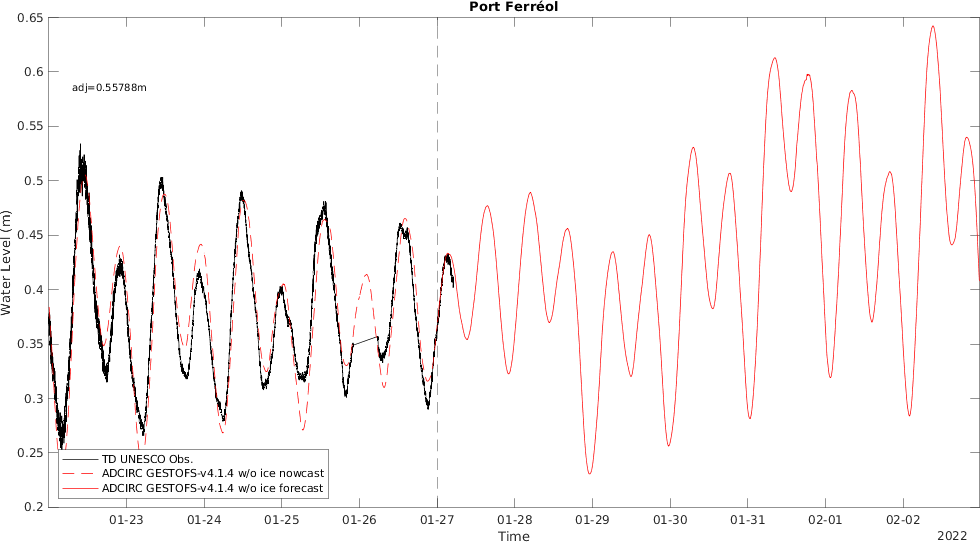 Port Ferréol
adj=0.55788m
Water Level (m)
0.65
0.6
0.55
0.5
0.45
0.4
0.35
0.3
0.25
0.2
TD UNESCO Obs.
ADCIRC GESTOFS-v4.1.4 w/o ice nowcast
ADCIRC GESTOFS-v4.1.4 w/o ice forecast
01-23 01-24 01-25 01-26 01-27 01-28 01-29 01-30 01-31 02-01 02-02
Time
2022